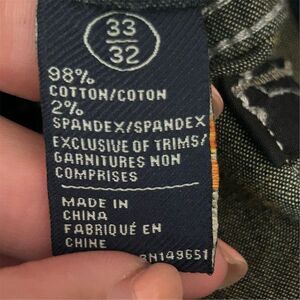 33
32
98%
COTTON/COTON
2%
SPANDEX/SPANDEX
EXCLUSIVE OF TRIMS/
GARNITURES NON
COMPRISES
MADE IN
CHINA
FABRIQUÉ EN
CHINE
RN149651